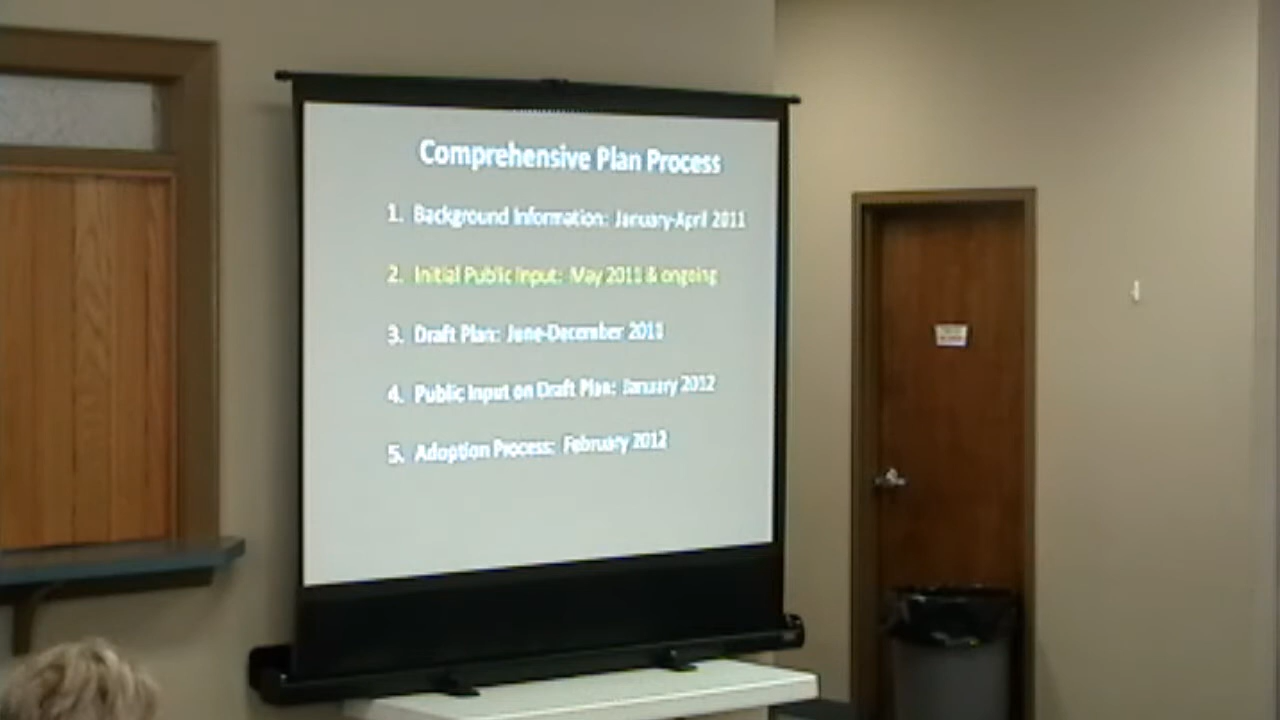 Comprehensive Plan Process
1. Background Information: January-April 2011
2. Initial Public Input: May 2011 & ongoing
3. Draft Plan: June-December 2011
4. Public Input on Draft Plan: January 2012
5. Adoption Process: February 2012